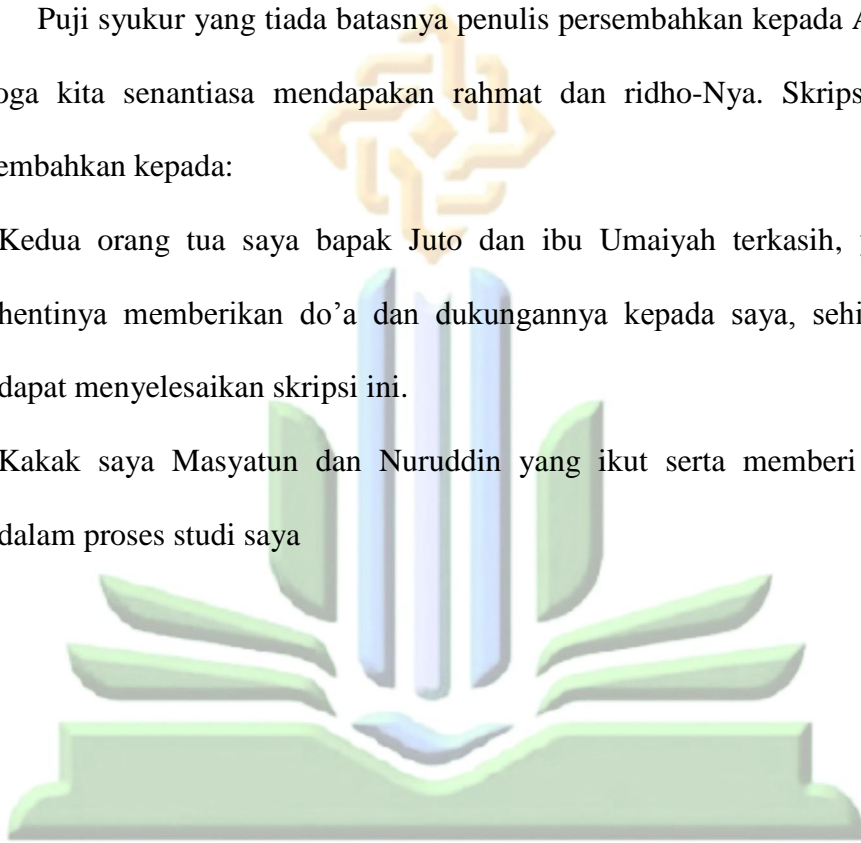 Puji syukur yang tiada batasnya penulis persembahkan kepada A
oga kita senantiasa mendapakan rahmat dan ridho-Nya. Skrips
embahkan kepada:
Kedua orang tua saya bapak Juto dan ibu Umaiyah terkasih,
hentinya memberikan do’a dan dukungannya kepada saya, sehi
dapat menyelesaikan skripsi ini.
Kakak saya Masyatun dan Nuruddin yang ikut serta memberi
dalam proses studi saya